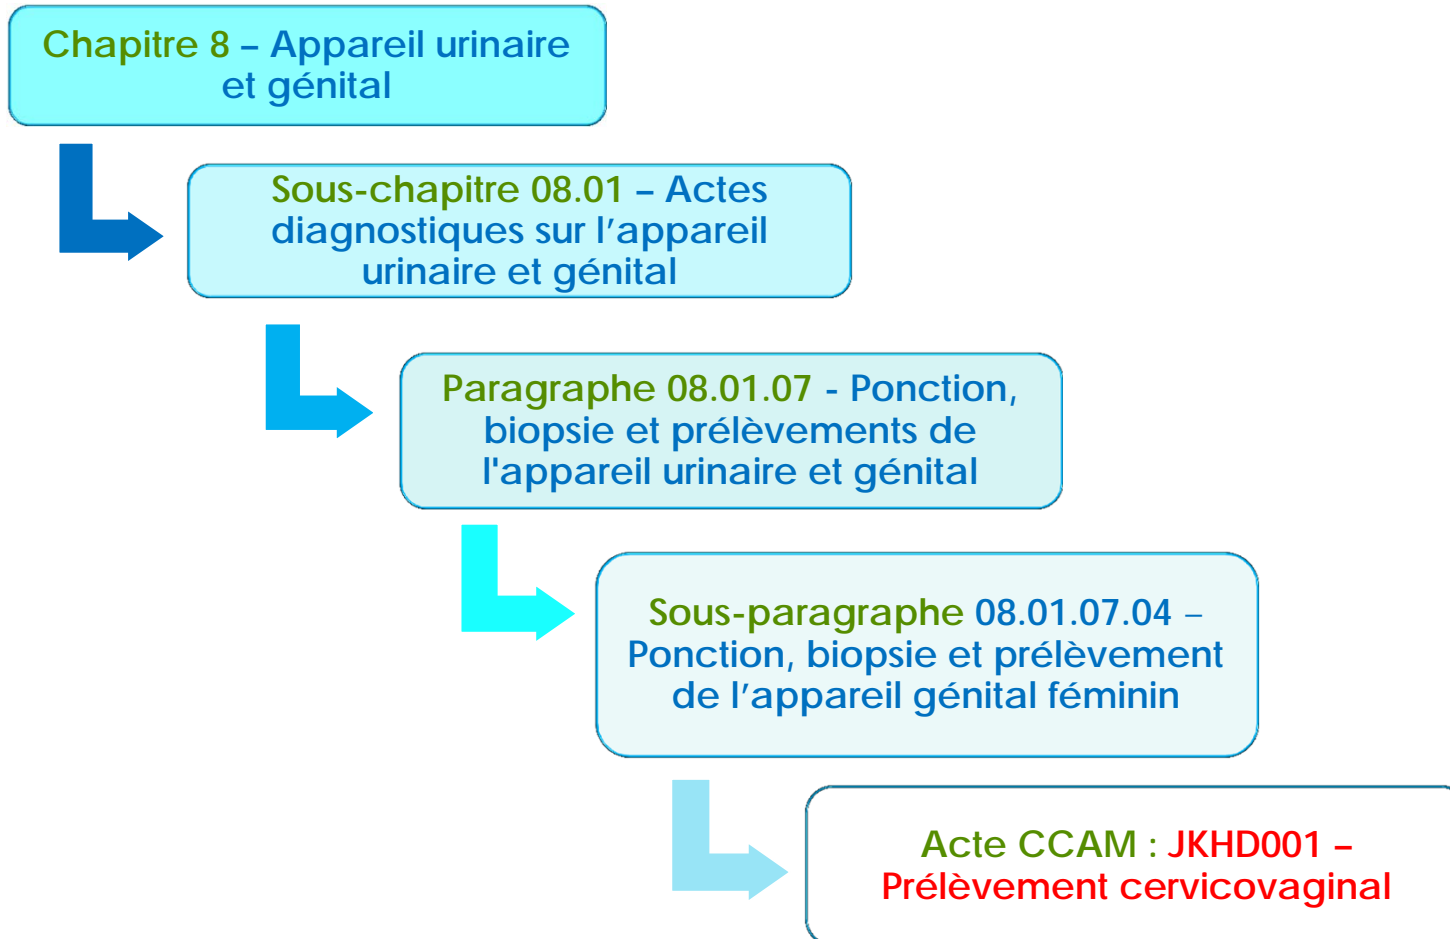 Chapitre 8 – Appareil urinaire
et génital
Sous-chapitre 08.01 – Actes
diagnostiques sur l’appareil
urinaire et génital
Paragraphe 08.01.07 - Ponction,
biopsie et prélèvements de
l'appareil urinaire et génital
Sous-paragraphe 08.01.07.04 –
Ponction, biopsie et prélèvement
de l’appareil génital féminin
Acte CCAM : JKHD001 –
Prélèvement cervicovaginal